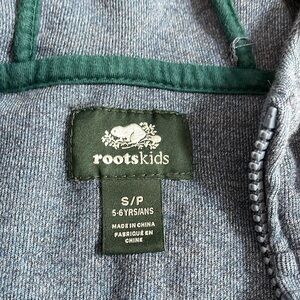 rootskids
S/P
5-6YRS/ANS
MADE IN CHINA
FABRIQUÉ EN
CHINE